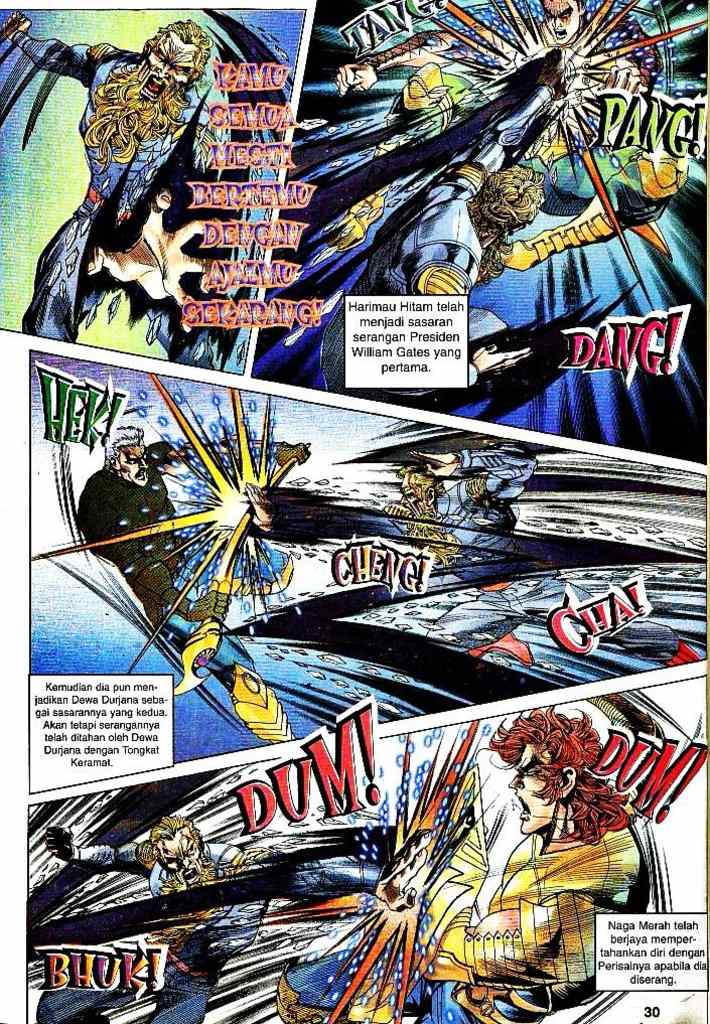 KAMU
SEMUA
MESTI
BERTEMU
DENGAN
AJALMU
SEKARANG!
TANG!
PANG!
Harimau Hitam telah
menjadi sasaran
serangan Presiden
William Gates yang
pertama.
DANG!
HEK!
CHENG!
CHA!
Kemudian dia pun men-
jadikan Dewa Durjana seba-
gai sasarannya yang kedua.
Akan tetapi serangannya
telah ditahan oleh Dewa
Durjana dengan Tongkat
Keramat.
DUM!
DUM!
BHUK!
Naga Merah telah
berjaya memper-
tahankan diri dengan
Perisainya apabila dia
diserang.
30